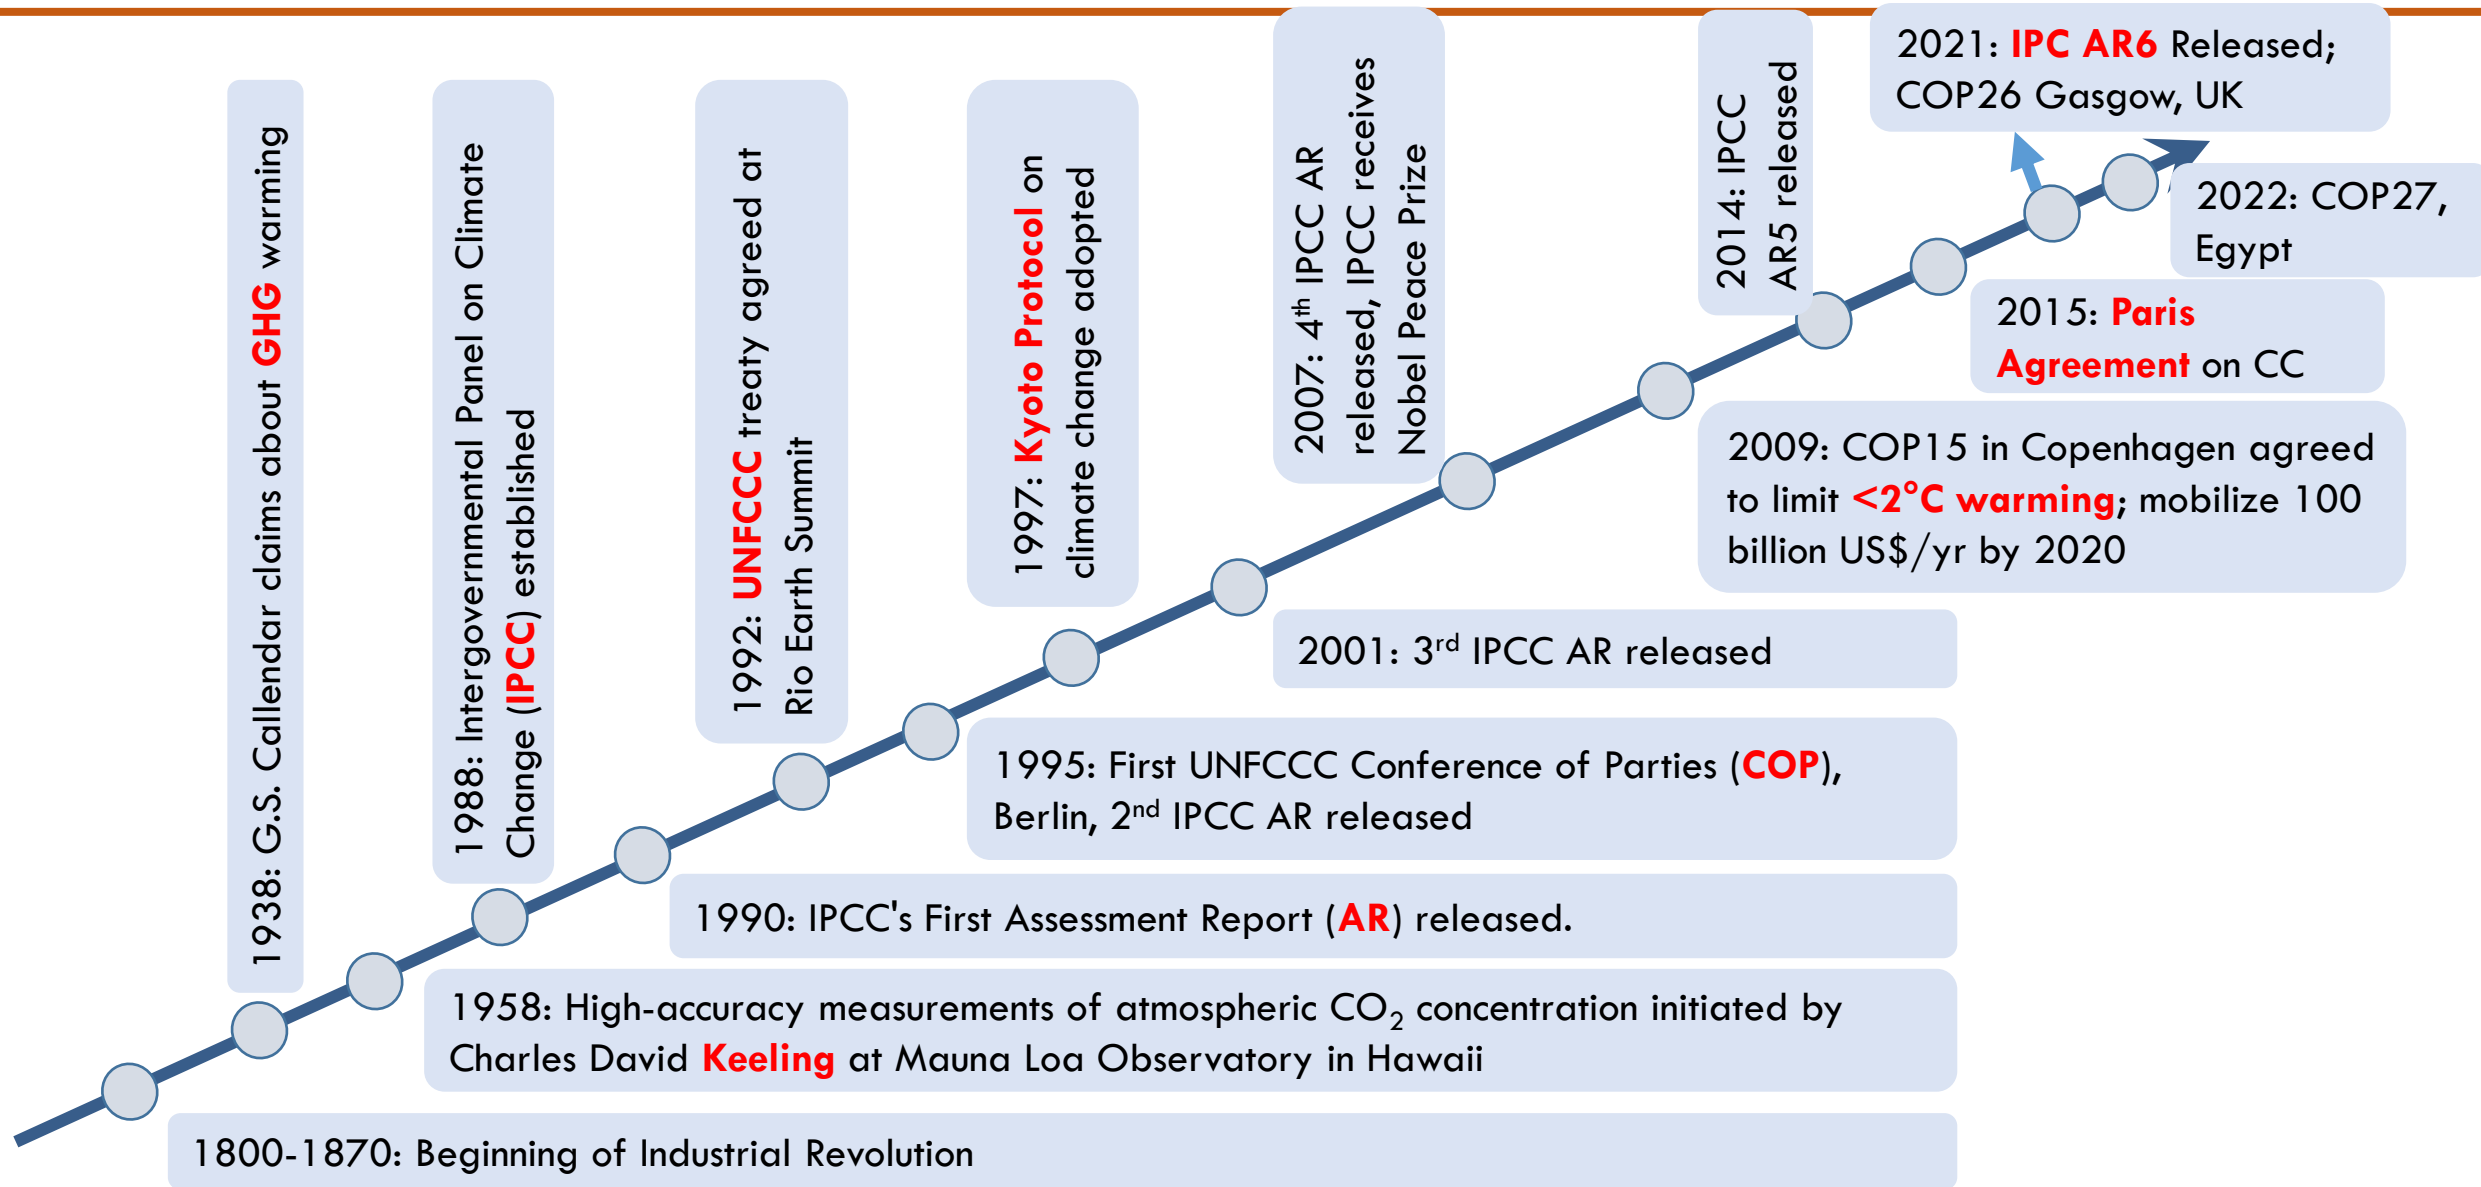 1800-1870: Beginning of Industrial Revolution
1938: G.S. Callendar claims about GHG warming
1958: High-accuracy measurements of atmospheric CO₂ concentration initiated by
Charles David Keeling at Mauna Loa Observatory in Hawaii
1988: Intergovernmental Panel on Climate
Change (IPCC) established
1990: IPCC's First Assessment Report (AR) released.
1992: UNFCCC treaty agreed at
Rio Earth Summit
1995: First UNFCCC Conference of Parties (COP),
Berlin, 2nd IPCC AR released
1997: Kyoto Protocol on
climate change adopted
2001: 3rd IPCC AR released
2007: 4th IPCC AR
released, IPCC receives
Nobel Peace Prize
2009: COP15 in Copenhagen agreed
to limit <2°C warming; mobilize 100
billion US$/yr by 2020
2014: IPCC
AR5 released
2015: Paris
Agreement on CC
2021: IPC AR6 Released;
COP26 Gasgow, UK
2022: COP27,
Egypt